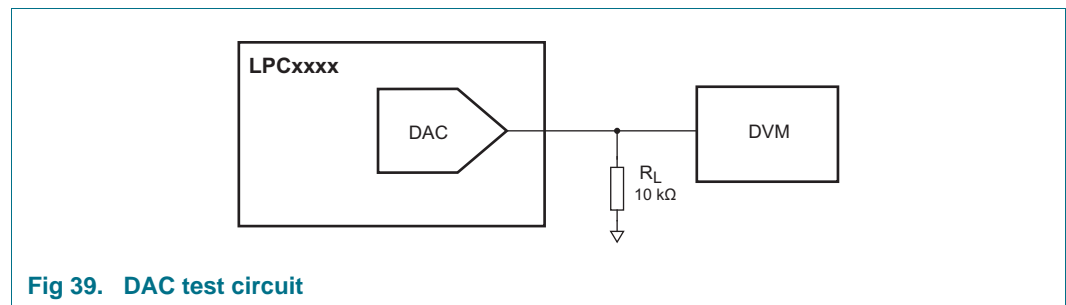 LPCxxxx
DAC
DVM
RL
10 kΩ
Fig 39. DAC test circuit